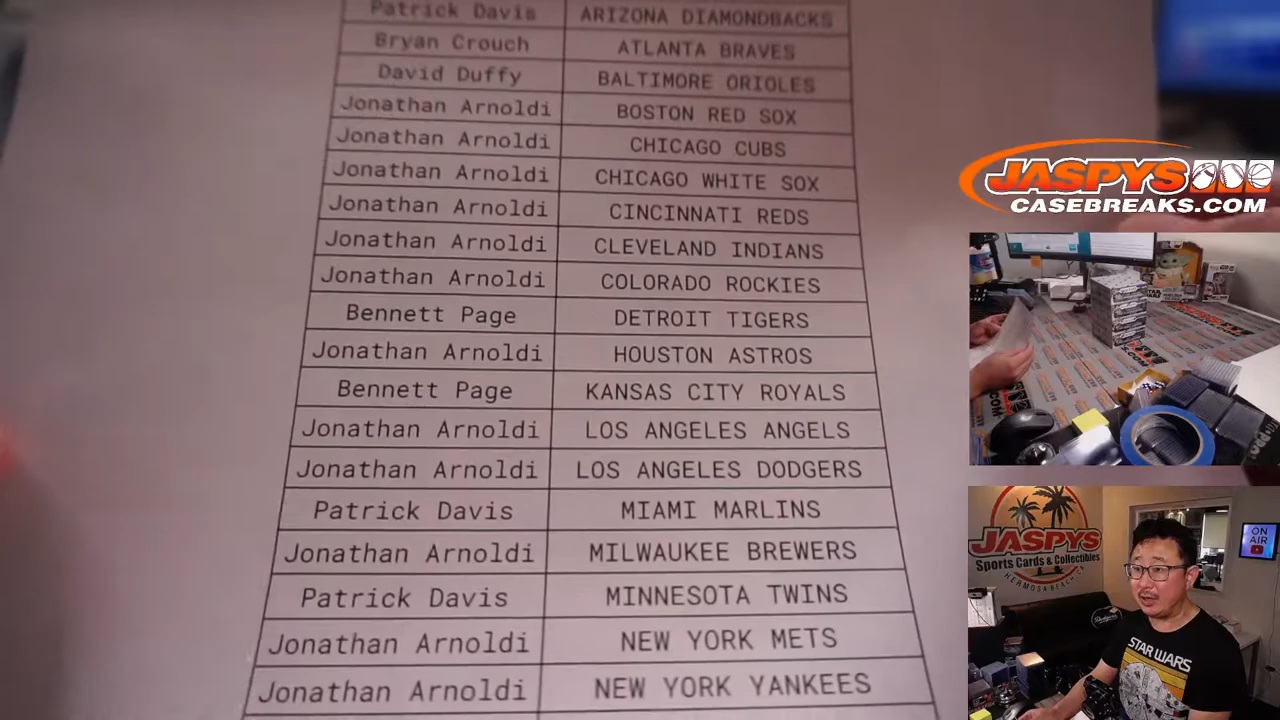 Patrick Davis ARIZONA DIAMONDBACKS
Bryan Crouch ATLANTA BRAVES
David Duffy BALTIMORE ORIOLES
Jonathan Arnoldi BOSTON RED SOX
Jonathan Arnoldi CHICAGO CUBS
Jonathan Arnoldi CHICAGO WHITE SOX
Jonathan Arnoldi CINCINNATI REDS
Jonathan Arnoldi CLEVELAND INDIANS
Jonathan Arnoldi COLORADO ROCKIES
Bennett Page DETROIT TIGERS
Jonathan Arnoldi HOUSTON ASTROS
Bennett Page KANSAS CITY ROYALS
Jonathan Arnoldi LOS ANGELES ANGELS
Jonathan Arnoldi LOS ANGELES DODGERS
Patrick Davis MIAMI MARLINS
Jonathan Arnoldi MILWAUKEE BREWERS
Patrick Davis MINNESOTA TWINS
Jonathan Arnoldi NEW YORK METS
Jonathan Arnoldi NEW YORK YANKEES
JASPYS
CASEBREAKS.COM
JASPYS
Sports Cards & Collectibles
HERMOSA BEACH, CA
ON
AIR
STAR WARS